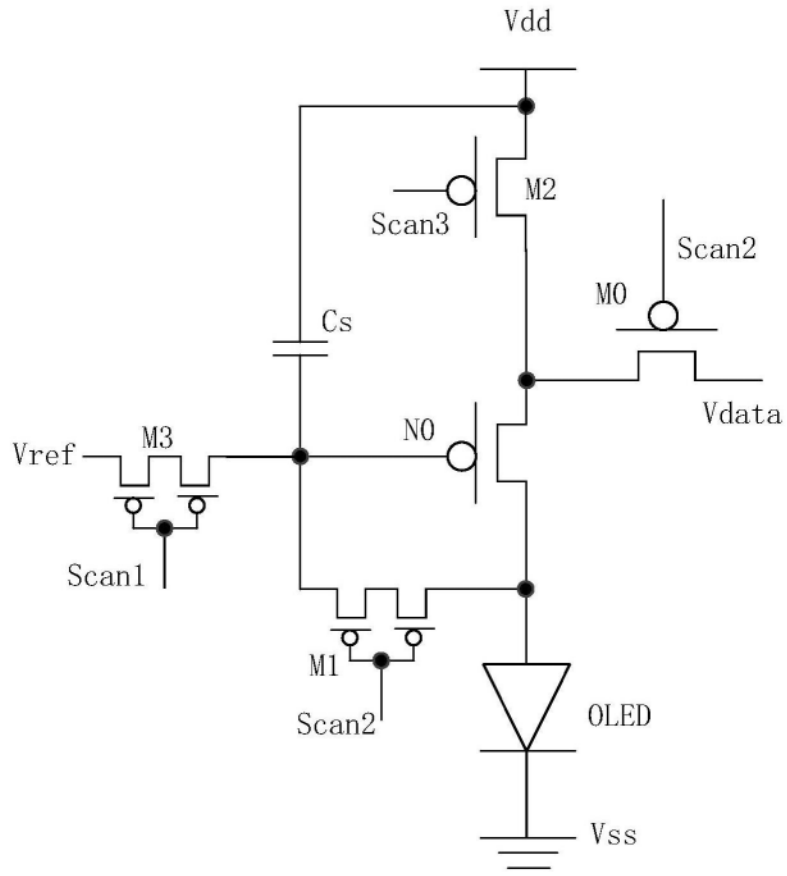 Vdd
M2
Scan3
Scan2
M0
Cs
Vdata
N0
M3
Vref
Scan1
M1
Scan2
OLED
Vss